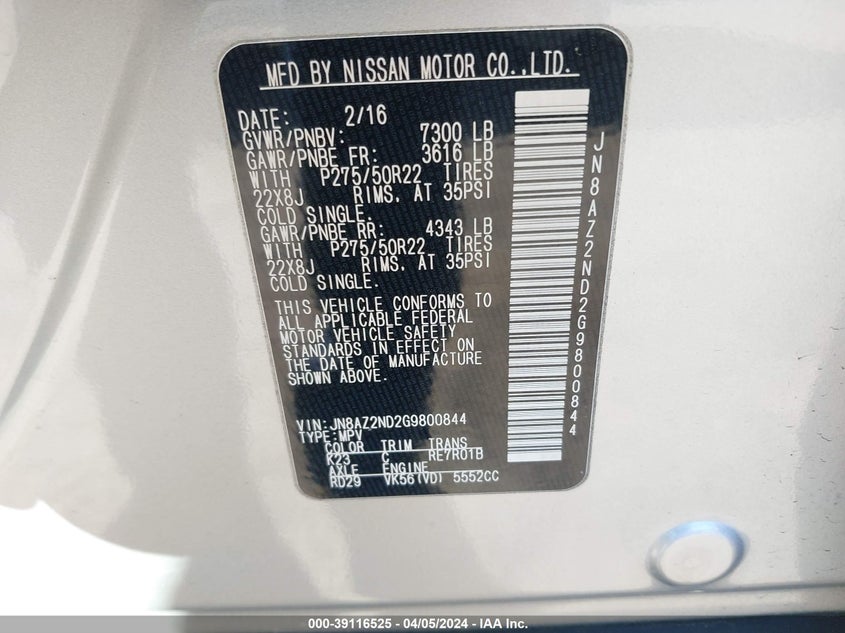 MFD BY NISSAN MOTOR CO.,LTD.
DATE: 2/16
GVWR/PNBV: 7300 LB
GAWR/PNBE FR: 3616 LB
WITH P275/50R22 TIRES
22X8J RIMS, AT 35PSI
COLD SINGLE.
GAWR/PNBE RR: 4343 LB
WITH P275/50R22 TIRES
22X8J RIMS, AT 35PSI
COLD SINGLE.
THIS VEHICLE CONFORMS TO
ALL APPLICABLE FEDERAL
MOTOR VEHICLE SAFETY
STANDARDS IN EFFECT ON
THE DATE OF MANUFACTURE
SHOWN ABOVE.
VIN:JN8AZ2ND2G9800844
TYPE:MPV
COLOR TRIM TRANS
K23 C RE7R01B
AXLE ENGINE
RD29 VK56(VD) 5552CC
JN8AZ2ND2G9800844
000-39116525 - 04/05/2024 - IAA Inc.